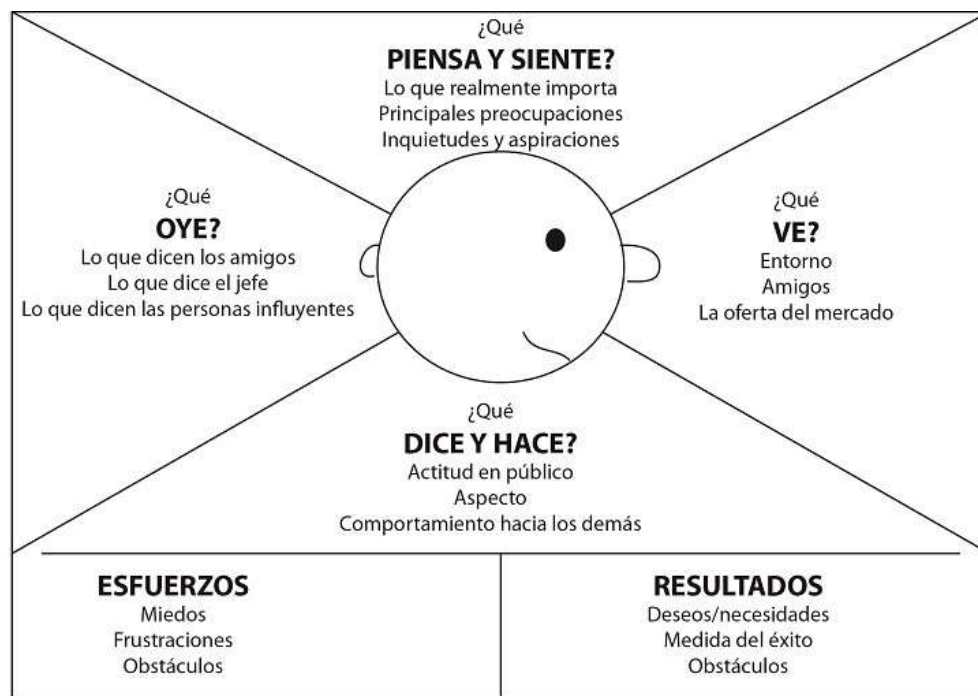 ¿Qué
PIENSA Y SIENTE?
Lo que realmente importa
Principales preocupaciones
Inquietudes y aspiraciones
¿Qué
OYE?
Lo que dicen los amigos
Lo que dice el jefe
Lo que dicen las personas influyentes
¿Qué
VE?
Entorno
Amigos
La oferta del mercado
¿Qué
DICE Y HACE?
Actitud en público
Aspecto
Comportamiento hacia los demás
ESFUERZOS
Miedos
Frustraciones
Obstáculos
RESULTADOS
Deseos/necesidades
Medida del éxito
Obstáculos